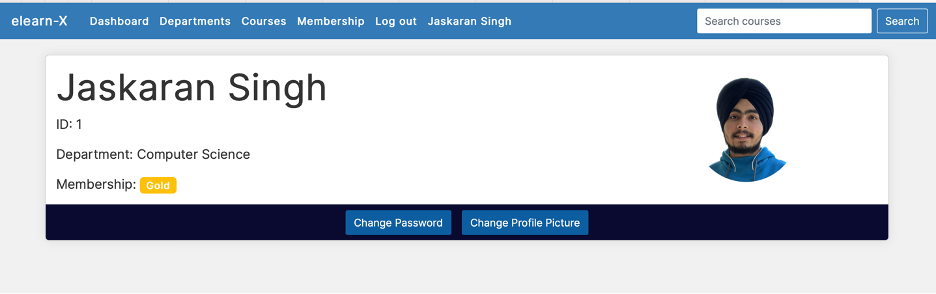 elearn-X Dashboard Departments Courses Membership Log out Jaskaran Singh Search courses Search
Jaskaran Singh
ID: 1
Department: Computer Science
Membership: Gold
Change Password Change Profile Picture